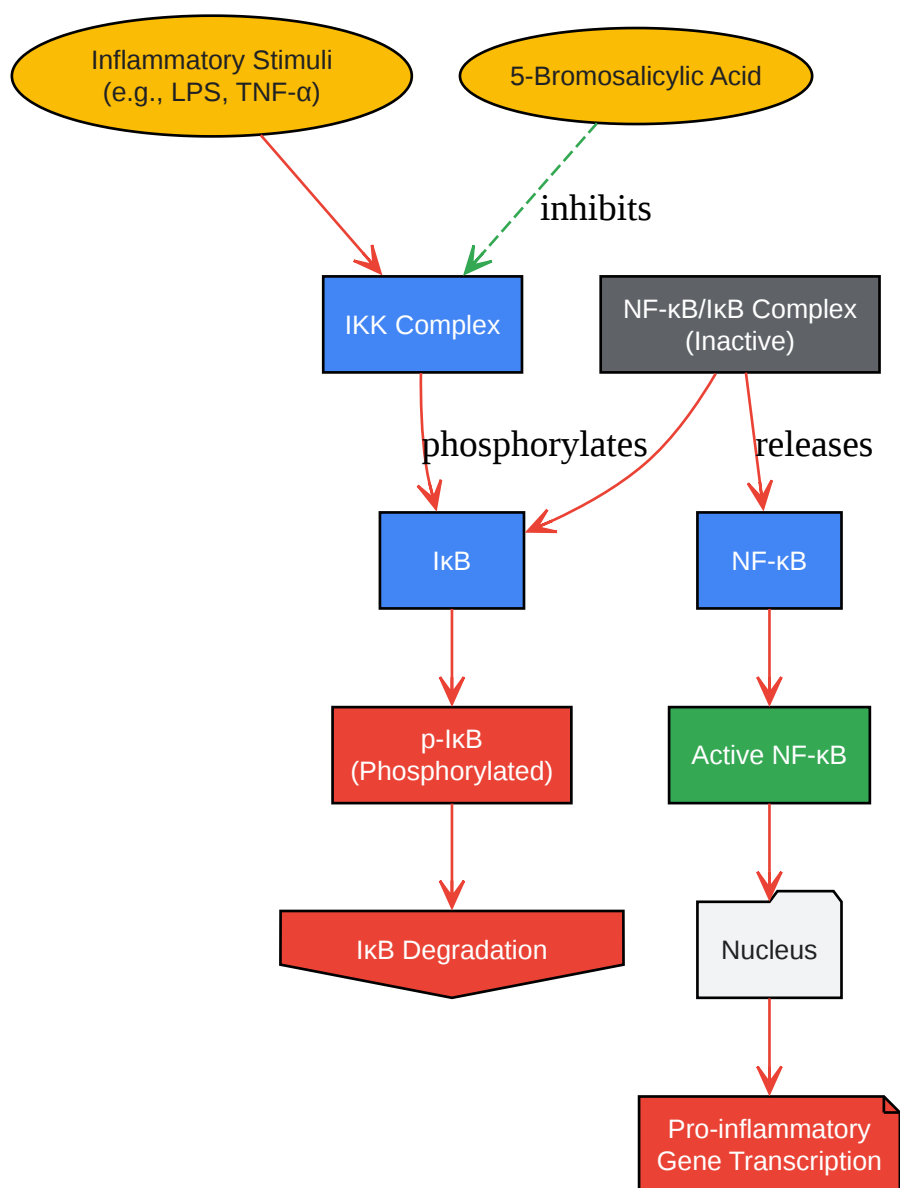 Inflammatory Stimuli
(e.g., LPS, TNF-α)
5-Bromosalicylic Acid
inhibits
IKK Complex
NF-κB/IκB Complex
(Inactive)
phosphorylates
releases
IκB
NF-κB
p-IκB
(Phosphorylated)
Active NF-κB
IκB Degradation
Nucleus
Pro-inflammatory
Gene Transcription